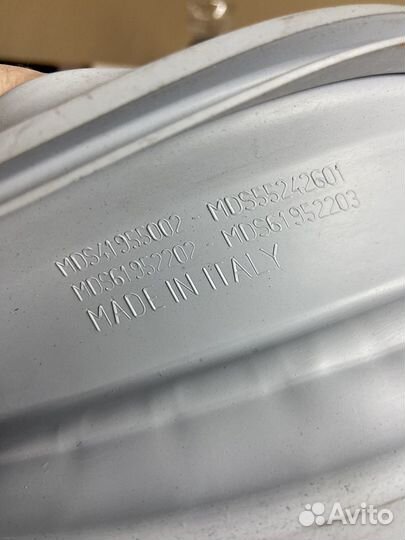 MDS41955002 - MDS55242601
MDS61952202 - MDS61952203
MADE IN ITALY
Avito